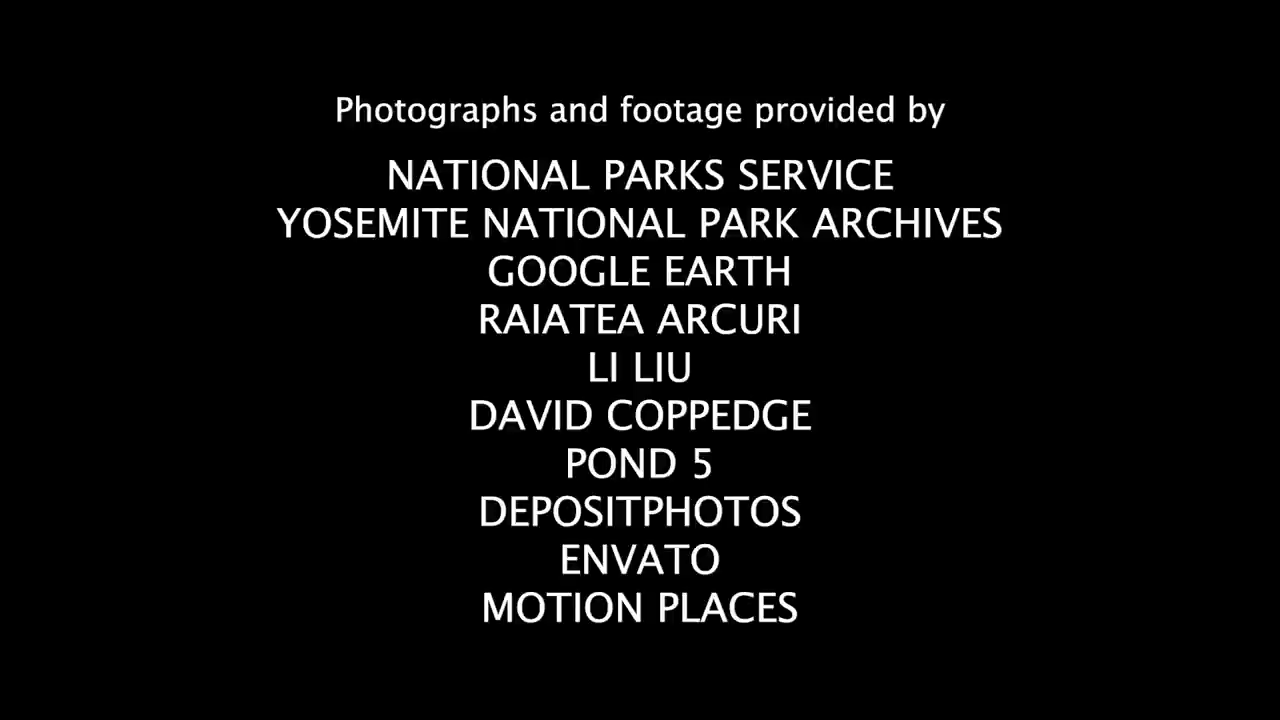 Photographs and footage provided by
NATIONAL PARKS SERVICE
YOSEMITE NATIONAL PARK ARCHIVES
GOOGLE EARTH
RAIATEA ARCURI
LI LIU
DAVID COPPEDGE
POND 5
DEPOSITPHOTOS
ENVATO
MOTION PLACES